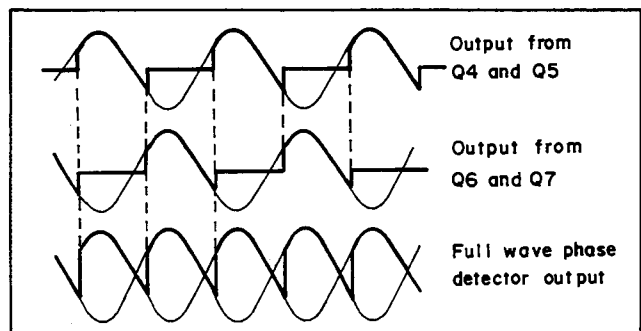 Output from
Q4 and Q5
Output from
Q6 and Q7
Full wave phase
detector output